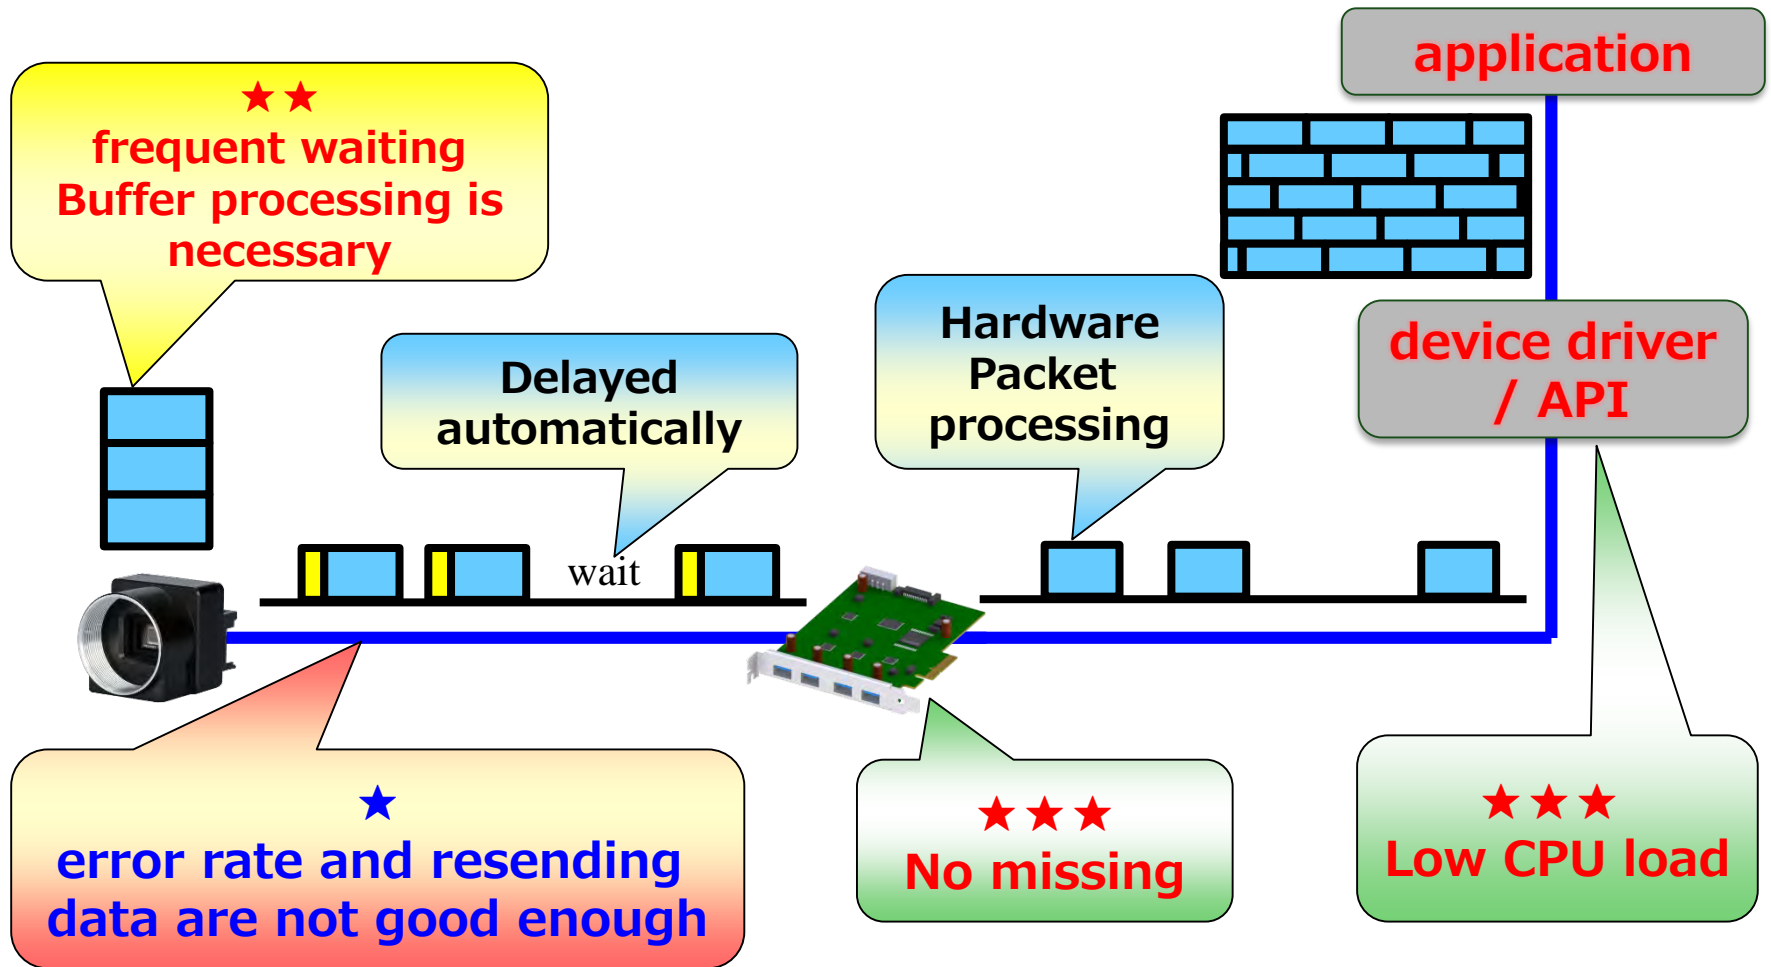 application
★★
frequent waiting
Buffer processing is
necessary
Hardware
Packet
processing
device driver
/ API
Delayed
automatically
wait
★
error rate and resending
data are not good enough
★★★
No missing
★★★
Low CPU load